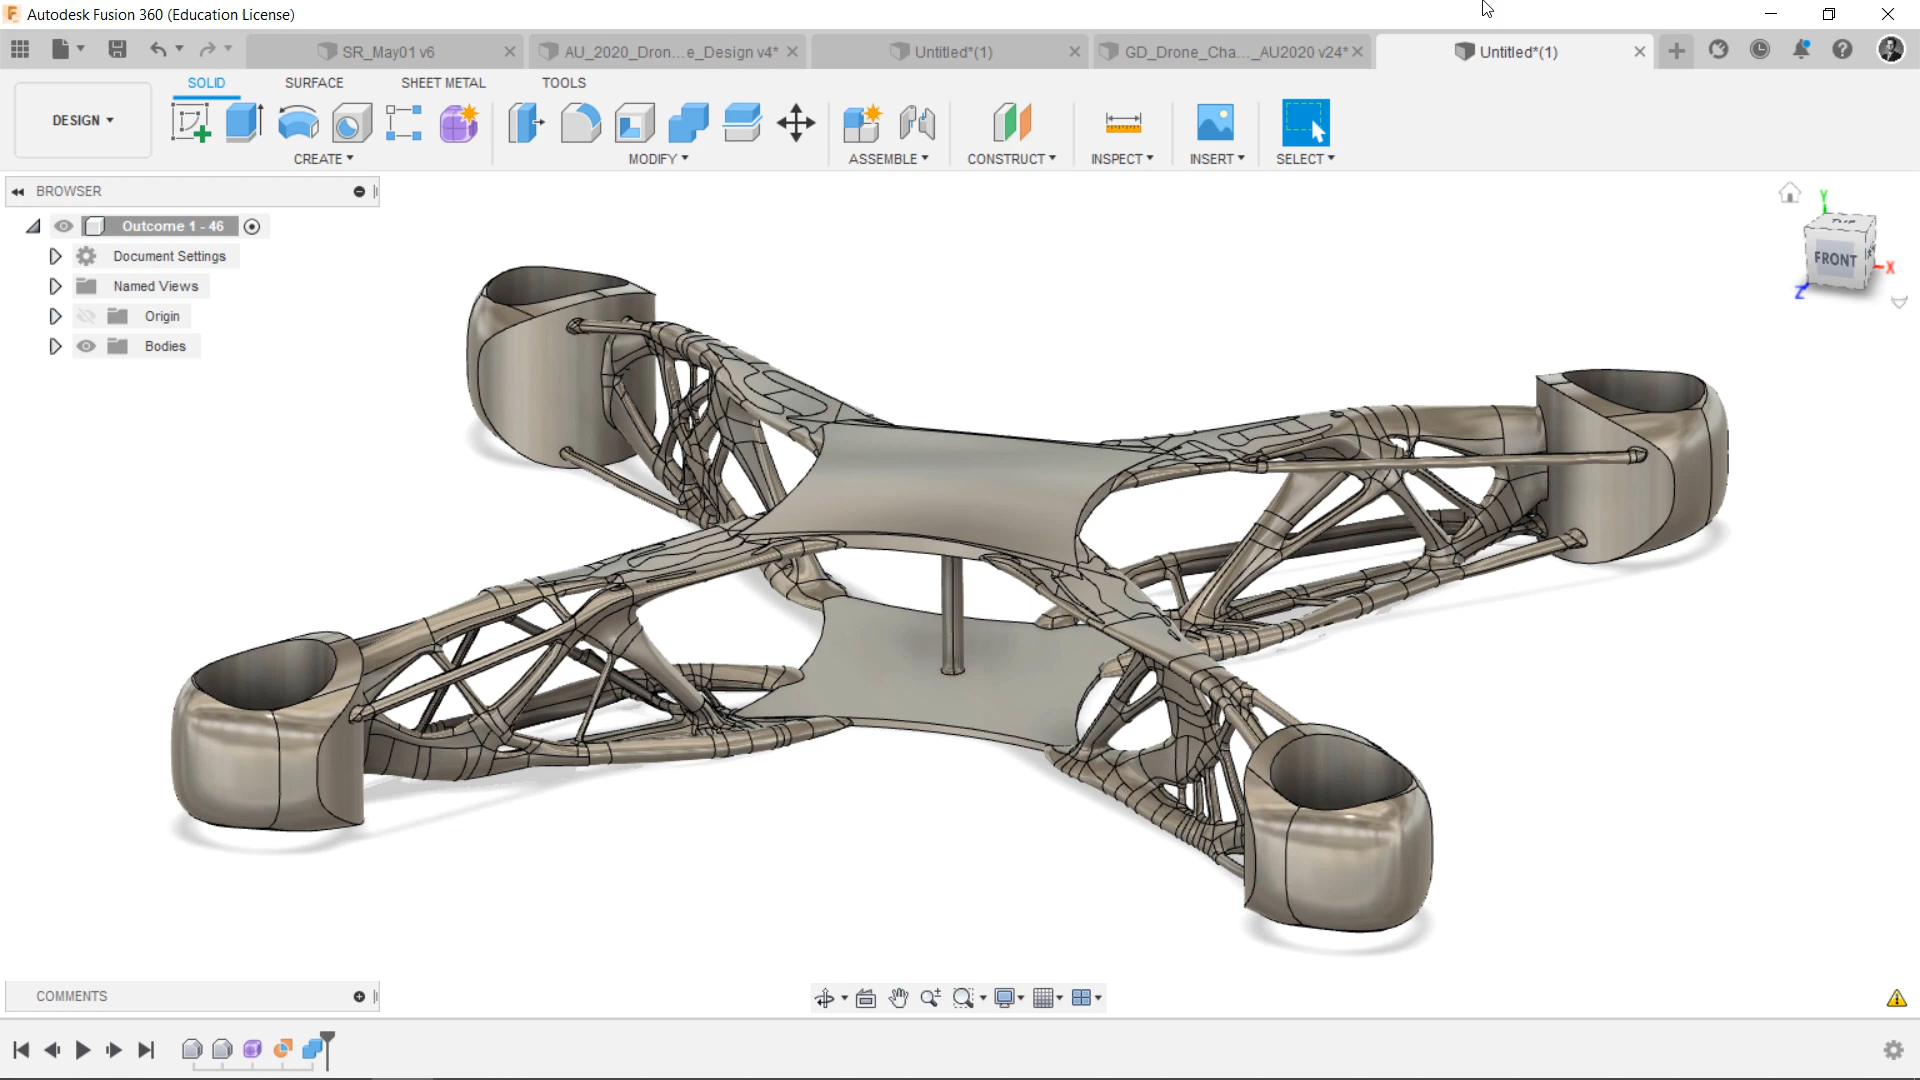 Autodesk Fusion 360 (Education License)
SR_May01 v6
AU_2020_Dron...e_Design v4*
Untitled*(1)
GD_Drone_Cha..._AU2020 v24*
Untitled*(1)
SOLID
SURFACE
SHEET METAL
TOOLS
DESIGN
CREATE
MODIFY
ASSEMBLE
CONSTRUCT
INSPECT
INSERT
SELECT
BROWSER
Outcome 1 - 46
Document Settings
Named Views
Origin
Bodies
Y
FRONT
X
Z
COMMENTS